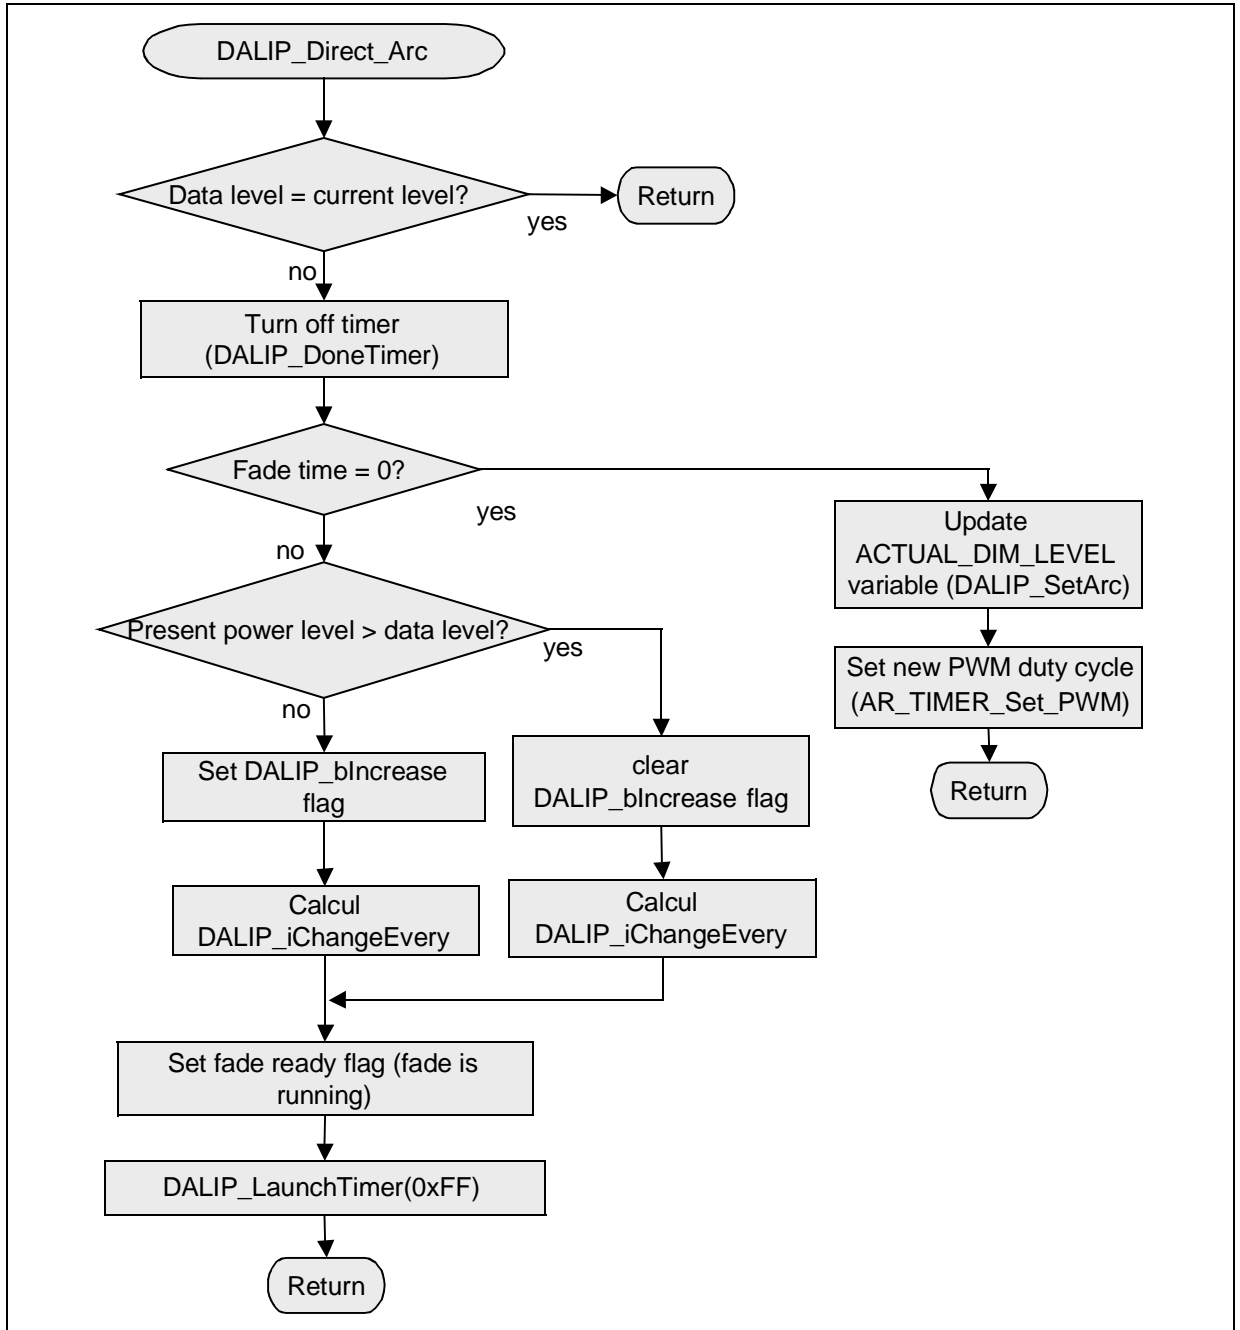 DALIP_Direct_Arc
Data level = current level?
yes
Return
no
Turn off timer
(DALIP_DoneTimer)
Fade time = 0?
yes
no
Update
ACTUAL_DIM_LEVEL
variable (DALIP_SetArc)
Set new PWM duty cycle
(AR_TIMER_Set_PWM)
Return
Present power level > data level?
yes
no
Set DALIP_bIncrease
flag
clear
DALIP_bIncrease flag
Calcul
DALIP_iChangeEvery
Calcul
DALIP_iChangeEvery
Set fade ready flag (fade is
running)
DALIP_LaunchTimer(0xFF)
Return